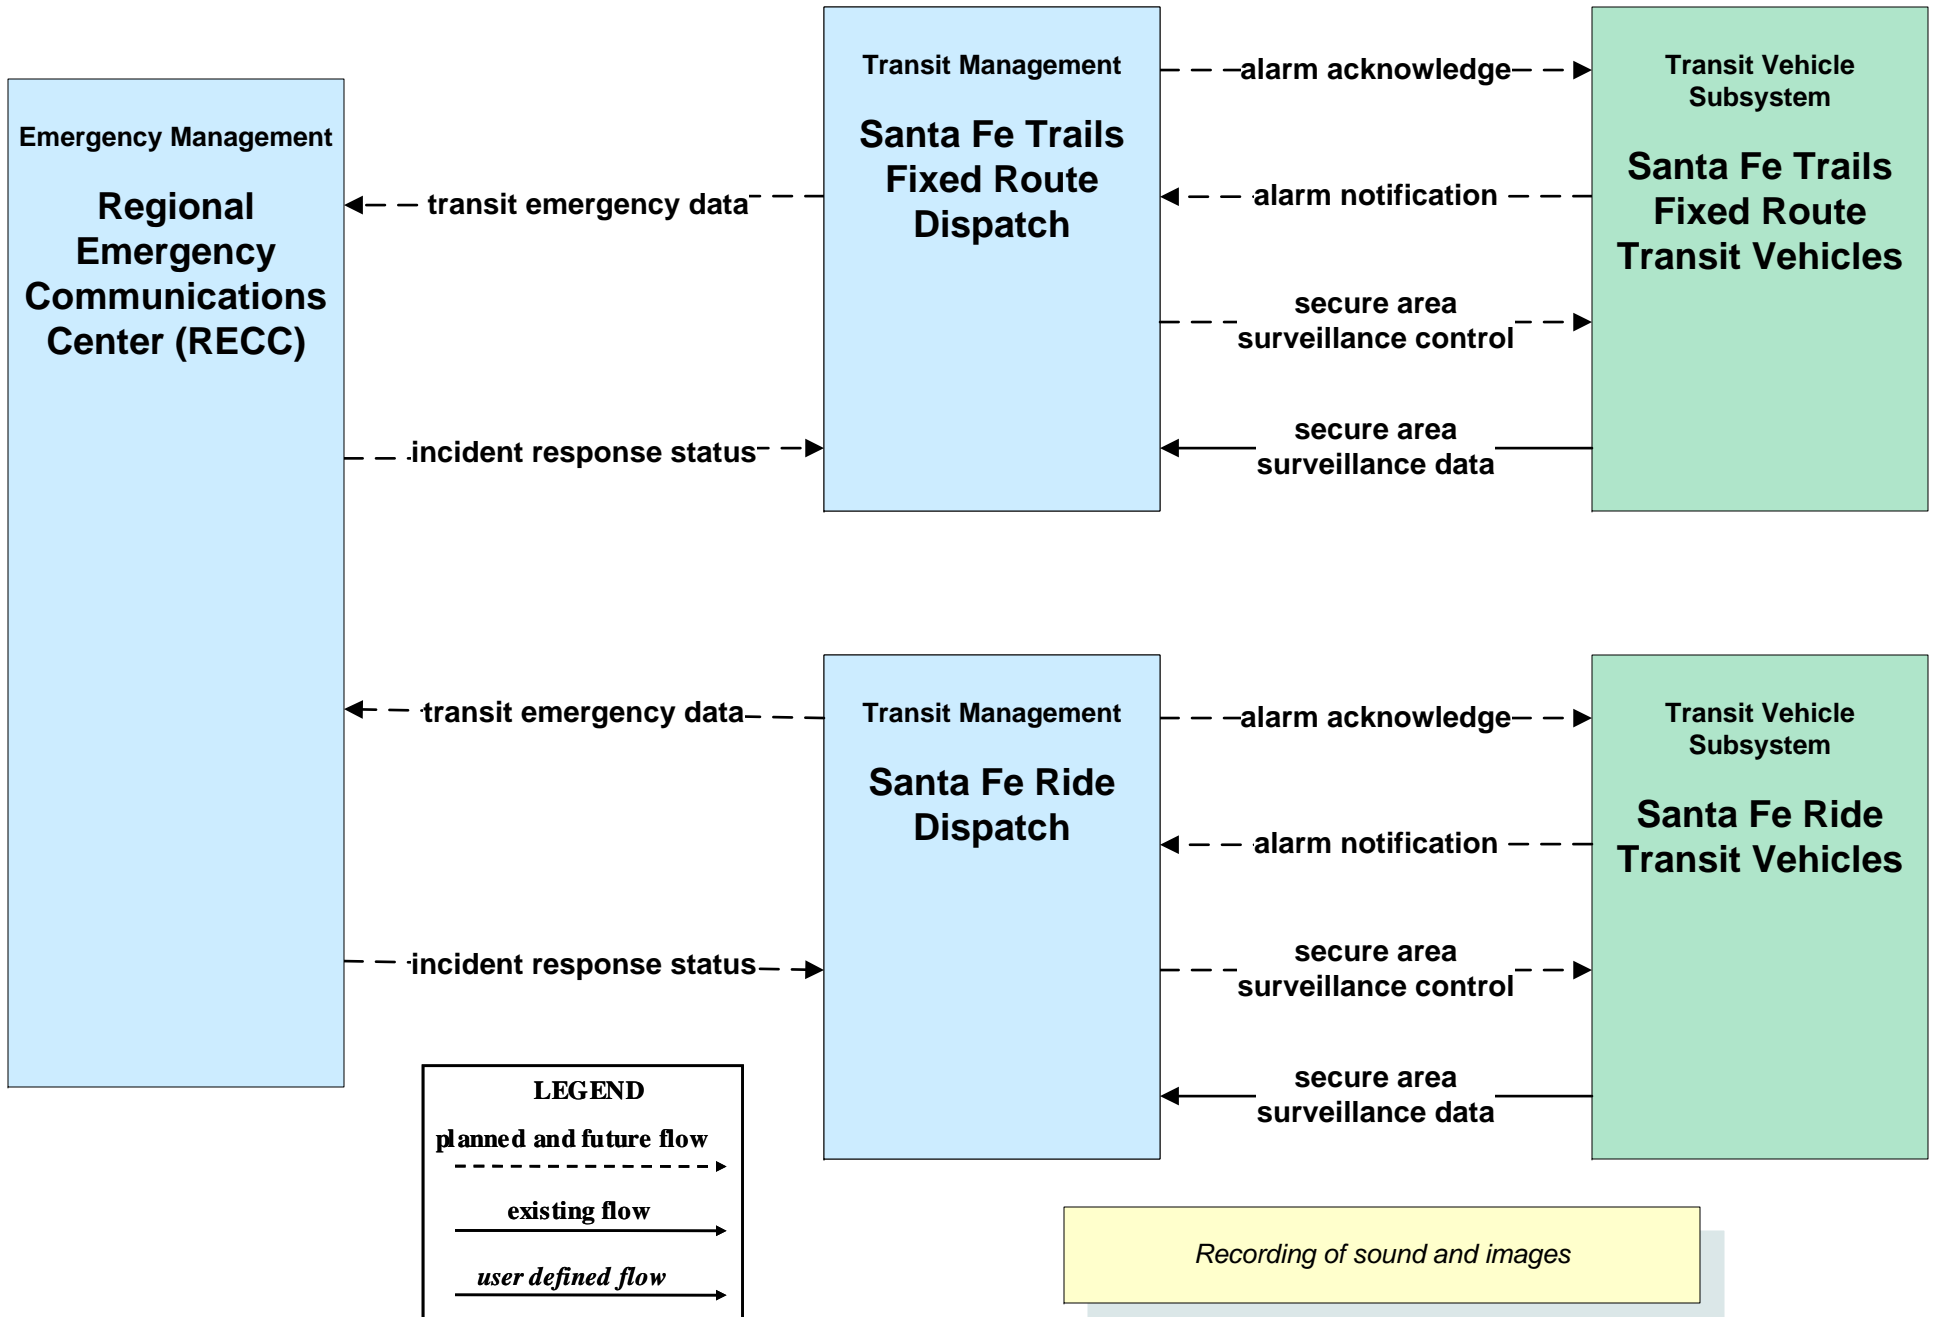 Emergency Management
Regional
Emergency
Communications
Center (RECC)
transit emergency data
incident response status
transit emergency data
incident response status
Transit Management
Santa Fe Trails
Fixed Route
Dispatch
alarm acknowledge
alarm notification
secure area
surveillance control
secure area
surveillance data
Transit Vehicle
Subsystem
Santa Fe Trails
Fixed Route
Transit Vehicles
Transit Management
Santa Fe Ride
Dispatch
alarm acknowledge
alarm notification
secure area
surveillance control
secure area
surveillance data
Transit Vehicle
Subsystem
Santa Fe Ride
Transit Vehicles
LEGEND
planned and future flow
existing flow
user defined flow
Recording of sound and images